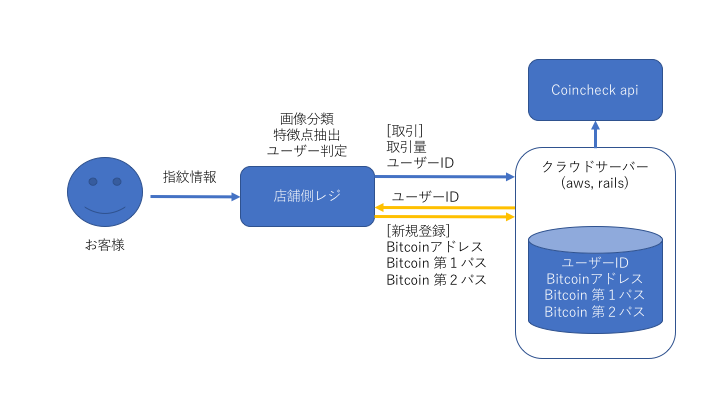 Coincheck api
画像分類
特徴点抽出
ユーザー判定
[取引]
取引量
ユーザーID
クラウドサーバー
(aws, rails)
指紋情報
店舗側レジ
ユーザーID
お客様
[新規登録]
Bitcoinアドレス
Bitcoin 第１パス
Bitcoin 第２パス
ユーザーID
Bitcoinアドレス
Bitcoin 第１パス
Bitcoin 第２パス